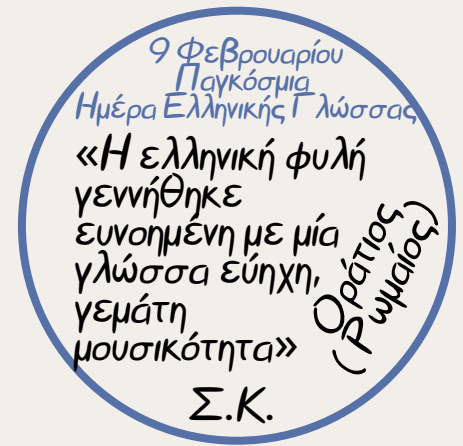 9 Φεβρουαρίου
Παγκόσμια
Ημέρα Ελληνικής Γλώσσας
«Η ελληνική φυλή
γεννήθηκε
ευνοημένη με μία
γλώσσα εύηχη,
γεμάτη
μουσικότητα»
Οράτιος
(Ρωμαίος)
Σ.Κ.